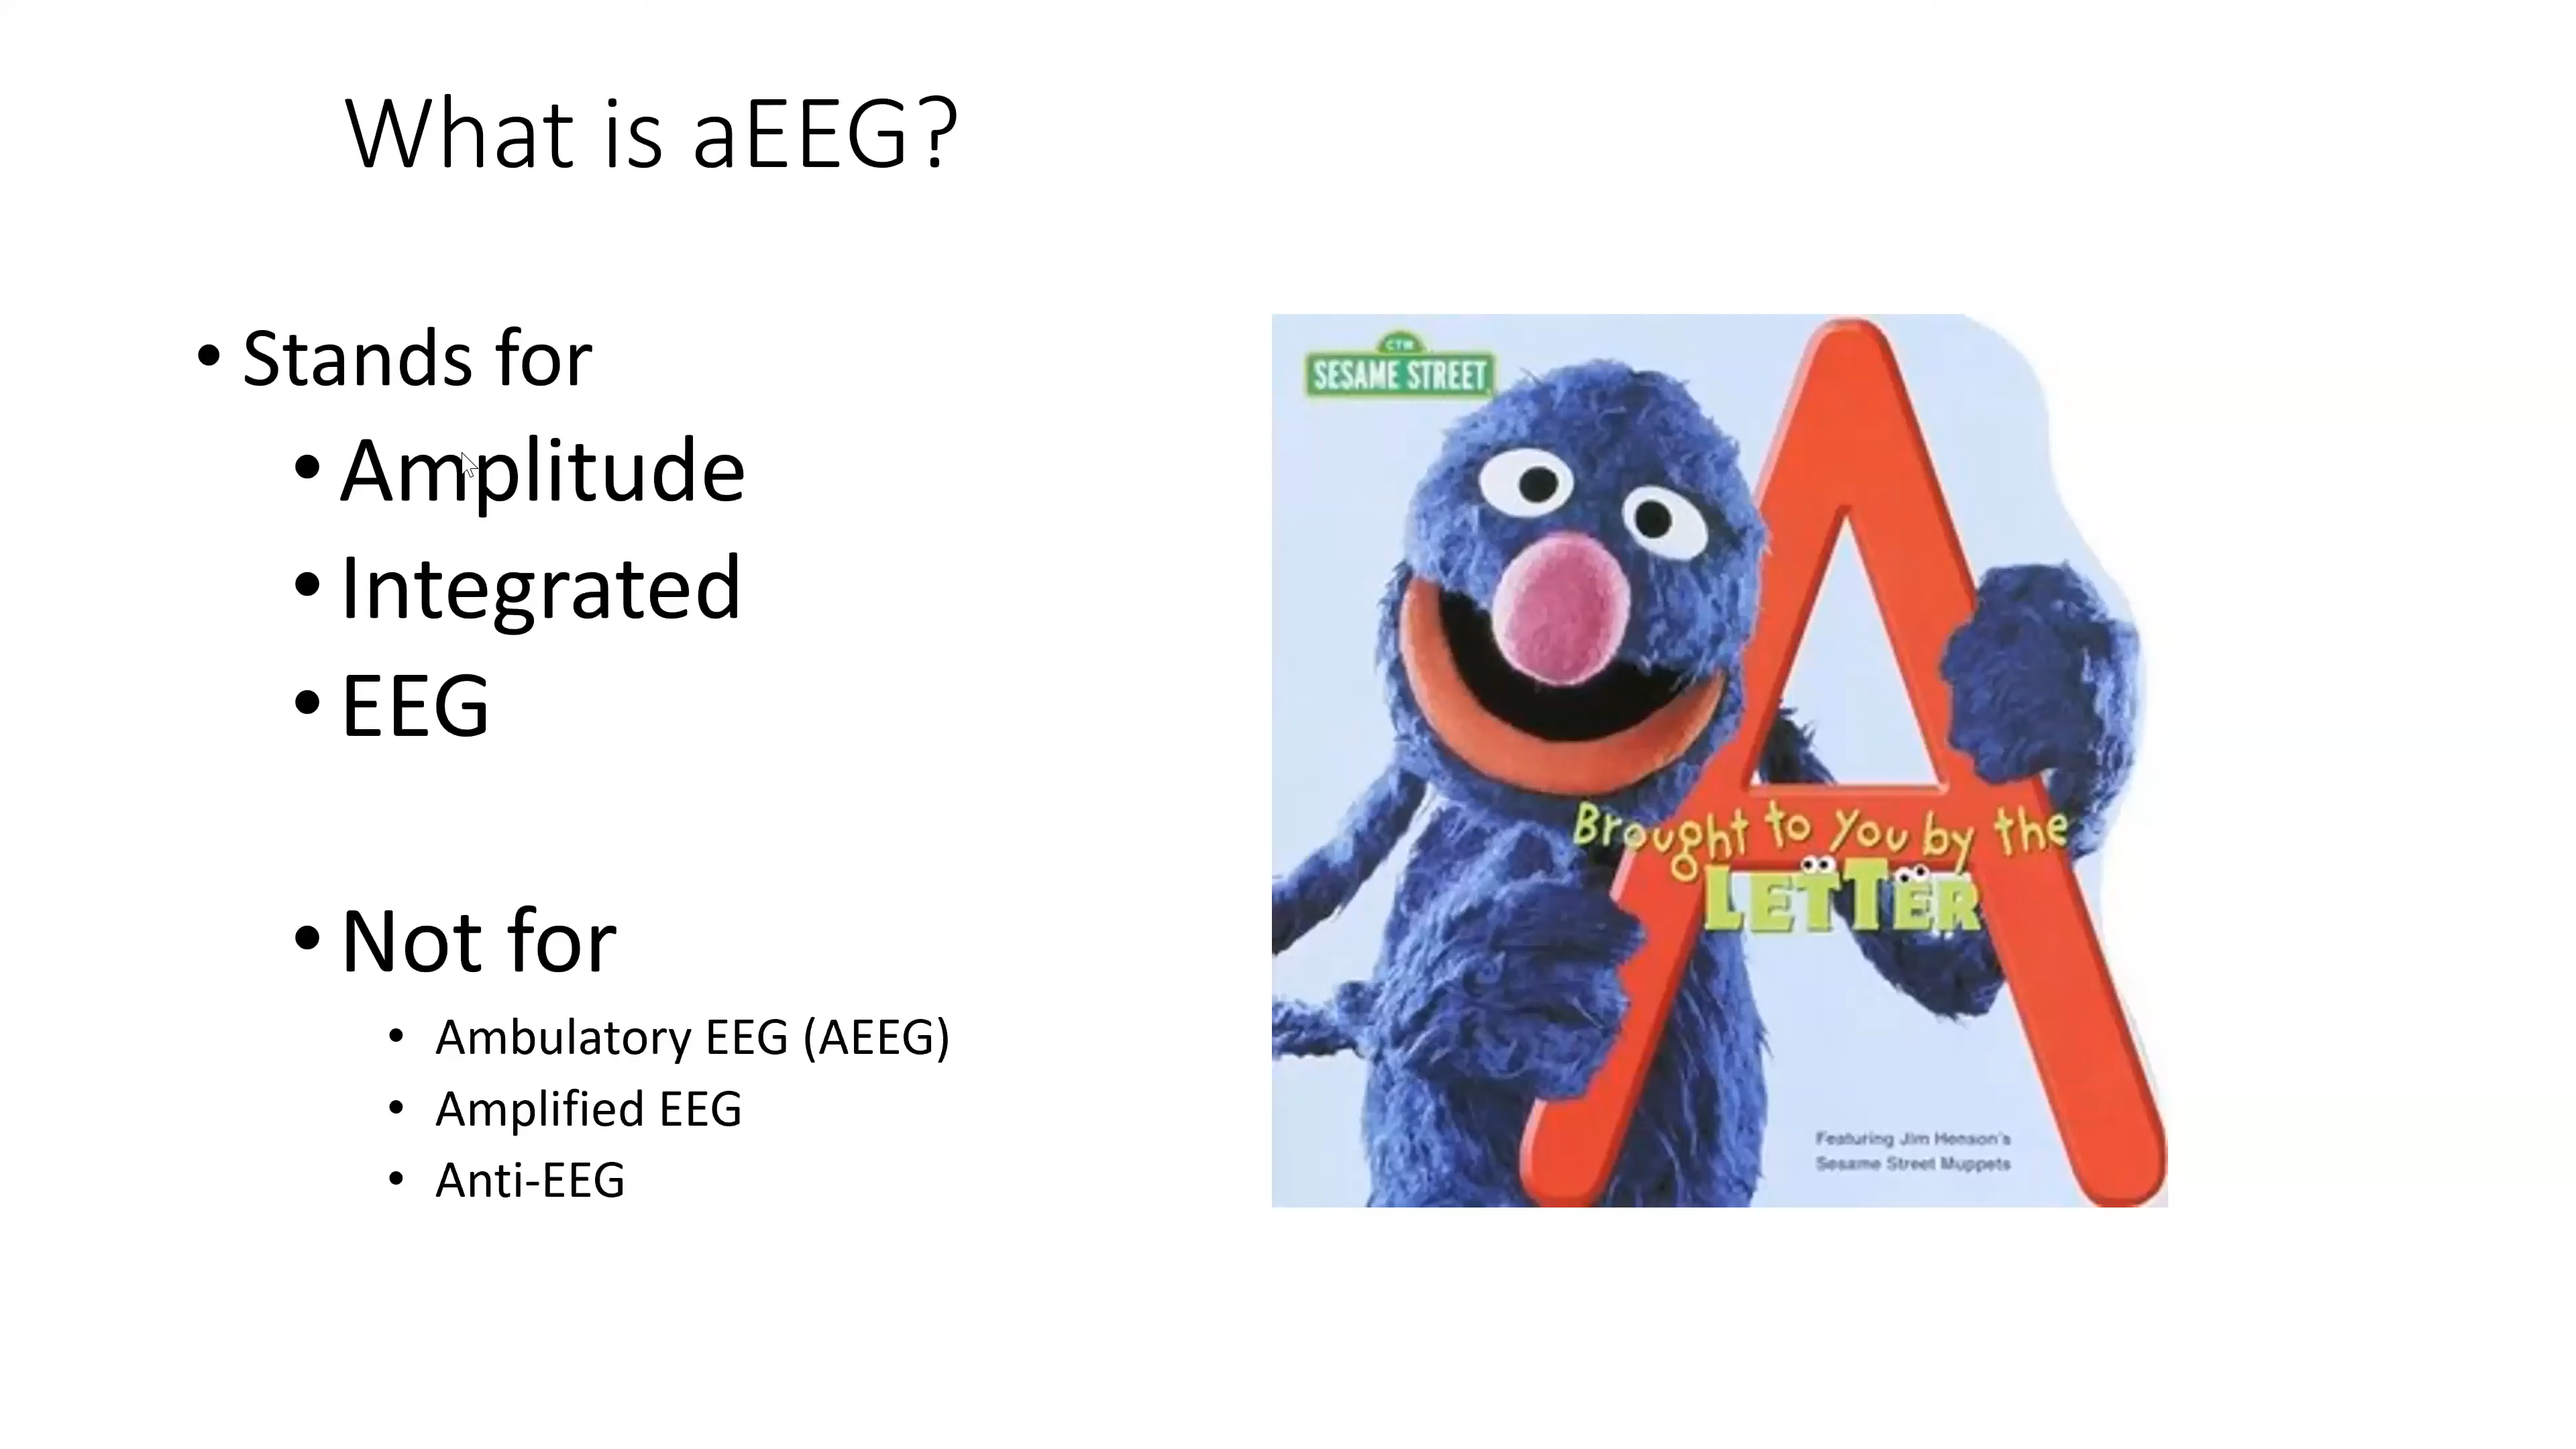 What is aEEG?
• Stands for
• Amplitude
• Integrated
• EEG
• Not for
• Ambulatory EEG (AEEG)
• Amplified EEG
• Anti-EEG
CTW
SESAME STREET
A
Brought to you by the
LETTER
Featuring Jim Henson's
Sesame Street Muppets